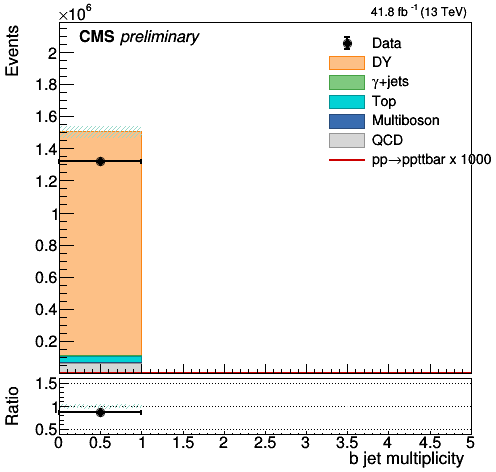 ×10⁶
41.8 fb⁻¹ (13 TeV)
CMS preliminary
Events
Data
DY
γ+jets
Top
Multiboson
QCD
pp→ppttbar x 1000
2
1.8
1.6
1.4
1.2
1
0.8
0.6
0.4
0.2
Ratio
1.5
1
0.5
0 0.5 1 1.5 2 2.5 3 3.5 4 4.5 5
b jet multiplicity